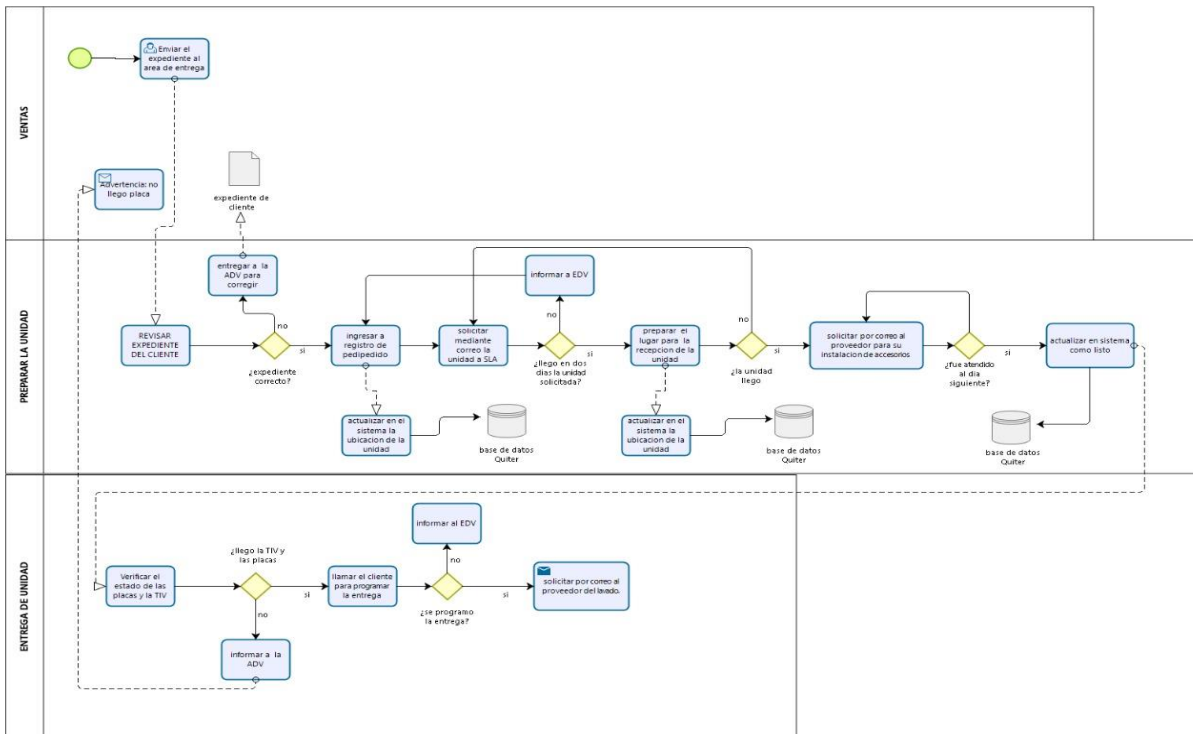 VENTAS
Enviar el
expediente al
area de entrega
Advertencia: no
llego placa
expediente de
cliente
PREPARAR LA UNIDAD
entregar a la
ADV para
corregir
informar a EDV
REVISAR
EXPEDIENTE
DEL CLIENTE
no
si
¿expediente
correcto?
ingresar a
registro de
pedipedido
solicitar
mediante
correo la
unidad a SLA
no
si
¿llego en dos
dias la unidad
solicitada?
preparar el
lugar para la
recepcion de la
unidad
no
si
¿la unidad
llego
solicitar por correo al
proveedor para su
instalacion de accesorios
no
si
¿fue atendido
al dia
siguiente?
actualizar en sistema
como listo
actualizar en el
sistema la
ubicacion de la
unidad
base de datos
Quiter
actualizar en el
sistema la
ubicacion de la
unidad
base de datos
Quiter
base de datos
Quiter
ENTREGA DE UNIDAD
informar al EDV
¿llego la TIV y
las placas
Verificar el
estado de las
placas y la TIV
si
no
llamar el cliente
para programar
la entrega
no
si
¿se programo
la entrega?
solicitar por correo al
proveedor del lavado.
informar a la
ADV